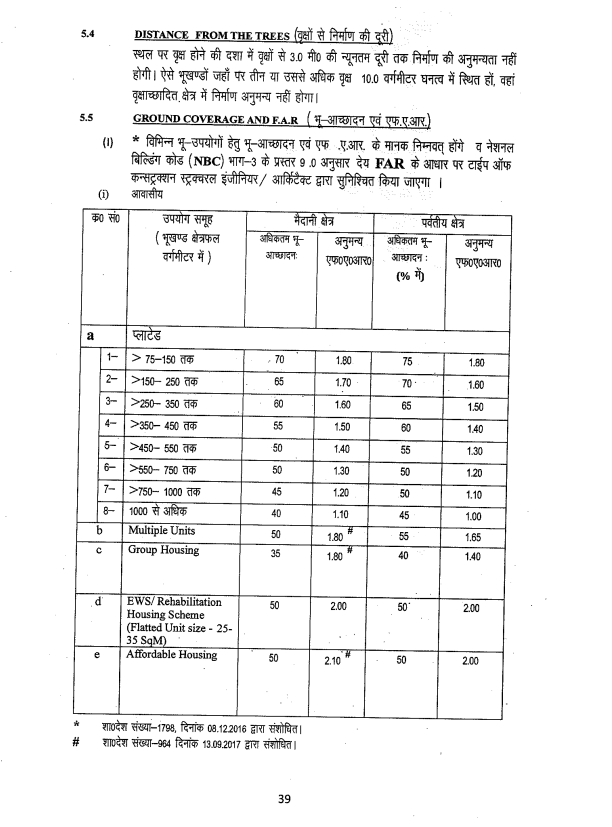 5.4 DISTANCE FROM THE TREES (वृक्षों से निर्माण की दूरी)
स्थल पर वृक्ष होने की दशा में वृक्षों से 3.0 मी0 की न्यूनतम दूरी तक निर्माण की अनुमन्यता नहीं
होगी। ऐसे भूखण्डों जहाँ पर तीन या उससे अधिक वृक्ष 10.0 वर्गमीटर घनत्व में स्थित हों, वहां
वृक्षाच्छादित क्षेत्र में निर्माण अनुमन्य नहीं होगा।
5.5 GROUND COVERAGE AND F.A.R ( भू–आच्छादन एवं एफ.ए.आर.)
(I) * विभिन्न भू–उपयोगों हेतु भू–आच्छादन एवं एफ .ए.आर. के मानक निम्नवत् होंगे व नेशनल
बिल्डिंग कोड (NBC) भाग–3 के प्रस्तर 9 .0 अनुसार देय FAR के आधार पर टाईप ऑफ
कन्सट्रक्शन स्ट्रक्चरल इंजीनियर/ आर्किटैक्ट द्वारा सुनिश्चित किया जाएगा ।
(i) आवासीय
क0 सं0 उपयोग समूह मैदानी क्षेत्र पर्वतीय क्षेत्र
( भूखण्ड क्षेत्रफल अधिकतम भू– अनुमन्य अधिकतम भू– अनुमन्य
वर्गमीटर में ) आच्छादनः एफ0ए0आर0 आच्छादन : एफ0ए0आर0
(% में)
a प्लाटेड
1– > 75–150 तक 70 1.80 75 1.80
2– >150– 250 तक 65 1.70 70 1.60
3– >250– 350 तक 60 1.60 65 1.50
4– >350– 450 तक 55 1.50 60 1.40
5– >450– 550 तक 50 1.40 55 1.30
6– >550– 750 तक 50 1.30 50 1.20
7– >750– 1000 तक 45 1.20 50 1.10
8– 1000 से अधिक 40 1.10 45 1.00
b Multiple Units 50 1.80 # 55 1.65
c Group Housing 35 1.80 # 40 1.40
d EWS/ Rehabilitation 50 2.00 50 2.00
Housing Scheme
(Flatted Unit size - 25-
35 SqM)
e Affordable Housing 50 2.10 # 50 2.00
* शा0देश संख्या–1798, दिनांक 08.12.2016 द्वारा संशोधित।
# शा0देश संख्या–964 दिनांक 13.09.2017 द्वारा संशोधित।
39